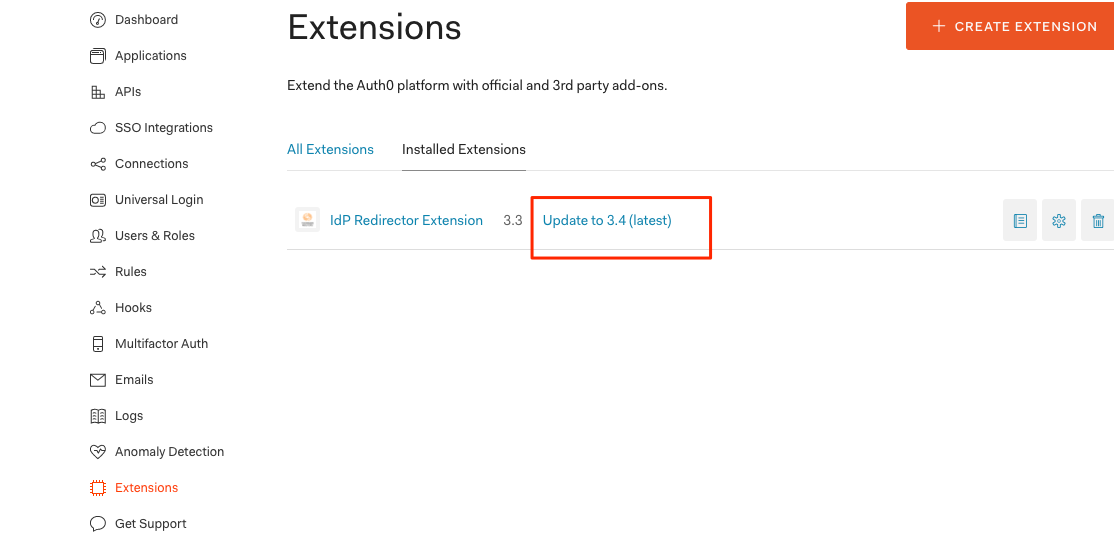 Dashboard
Applications
APIs
SSO Integrations
Connections
Universal Login
Users & Roles
Rules
Hooks
Multifactor Auth
Emails
Logs
Anomaly Detection
Extensions
Get Support
Extensions
+ CREATE EXTENSION
Extend the Auth0 platform with official and 3rd party add-ons.
All Extensions Installed Extensions
IdP Redirector Extension 3.3 Update to 3.4 (latest)